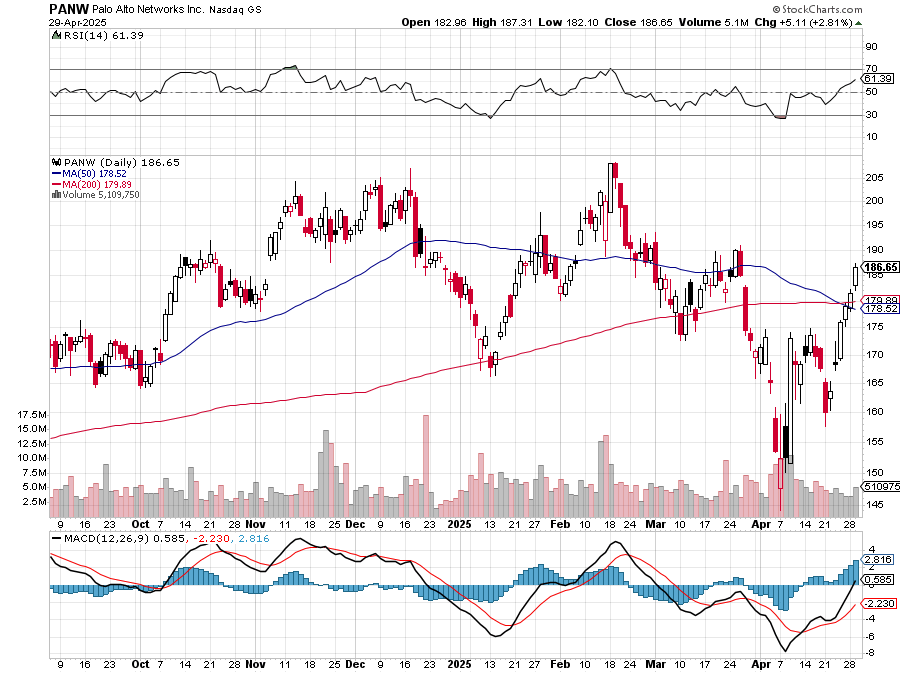 PANW Palo Alto Networks Inc. Nasdaq GS © StockCharts.com
29-Apr-2025 Open 182.96 High 187.31 Low 182.10 Close 186.65 Volume 5.1M Chg +5.11 (+2.81%)
RSI(14) 61.39
90
70
61.39
50
30
10
PANW (Daily) 186.65
MA(50) 178.52
MA(200) 179.89
Volume 5,109,750
205
200
195
190
186.65
185
179.89
178.52
175
170
165
160
155
150
145
17.5M
15.0M
12.5M
10.0M
7.5M
5.0M
2.5M
510975
9 16 23 Oct 7 14 21 28 Nov 11 18 25 Dec 9 16 23 2025 13 21 27 Feb 10 18 24 Mar 10 17 24 Apr 7 14 21 28
MACD(12,26,9) 0.585, -2.230, 2.816
4
2.816
2
0.585
-2.230
-4
-6
-8
9 16 23 Oct 7 14 21 28 Nov 11 18 25 Dec 9 16 23 2025 13 21 27 Feb 10 18 24 Mar 10 17 24 Apr 7 14 21 28